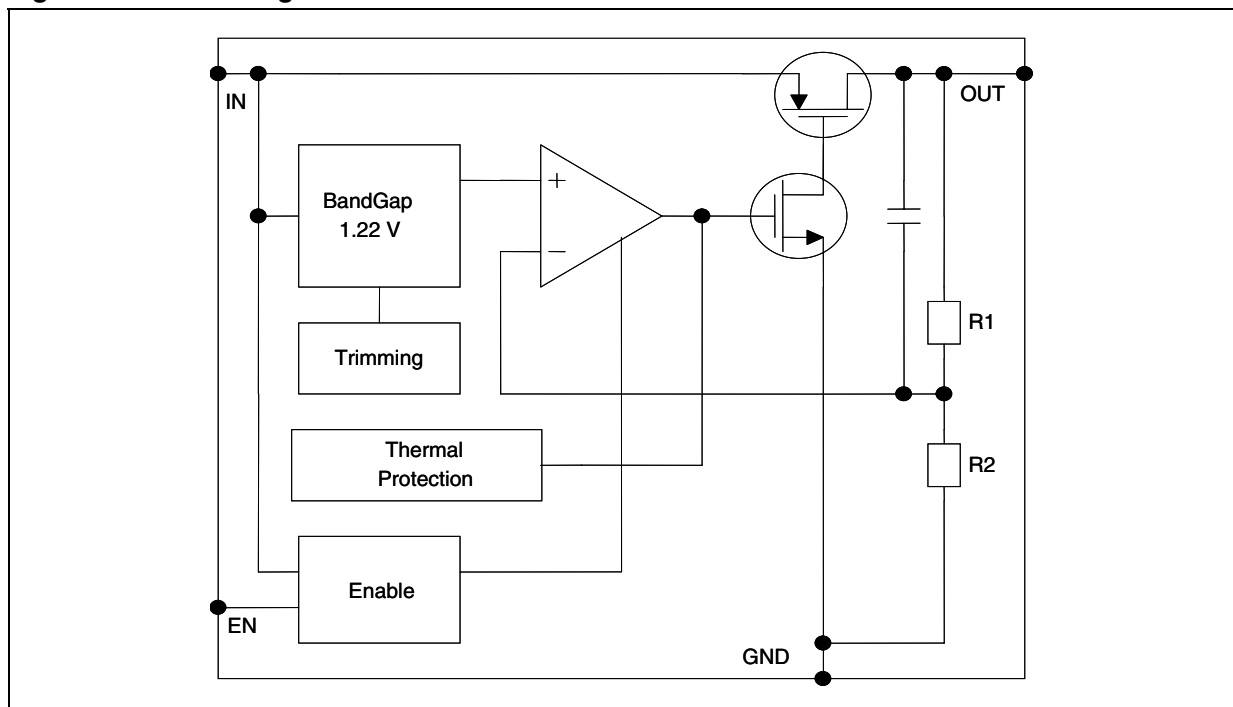 IN
OUT
BandGap
1.22 V
+
−
R1
Trimming
Thermal
Protection
R2
Enable
EN
GND